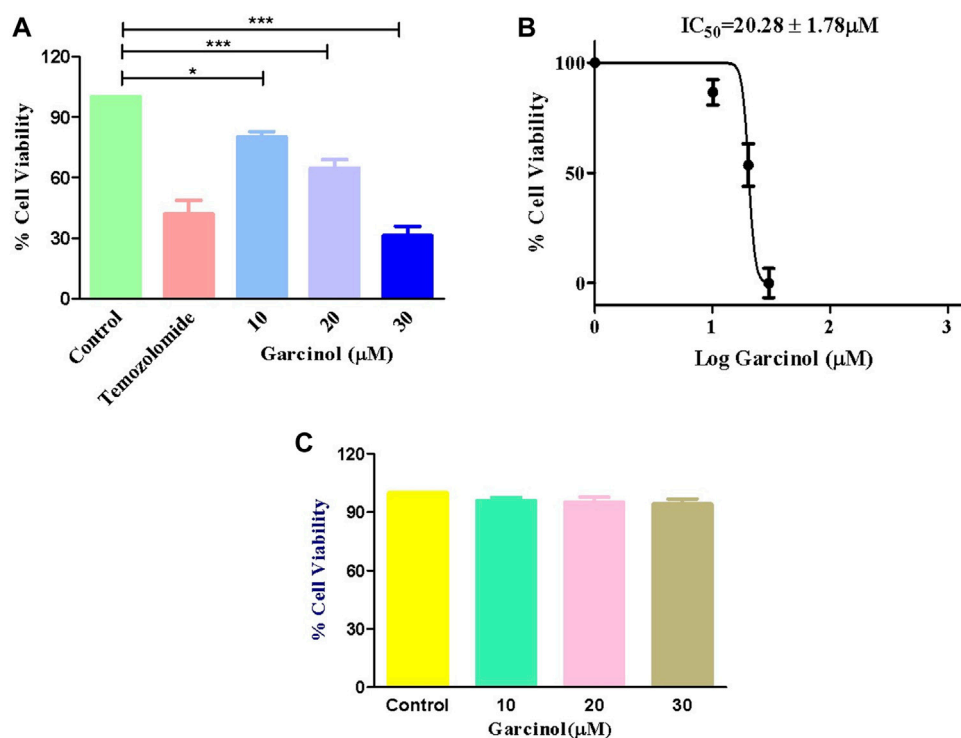 A
***
***
*
120
90
60
30
0
% Cell Viability
Control
Temozolomide
10
20
30
Garcinol (μM)
B
IC50=20.28 ± 1.78μM
100
50
0
% Cell Viability
0
1
2
3
Log Garcinol (μM)
C
120
90
60
30
0
% Cell Viability
Control
10
20
30
Garcinol(μM)